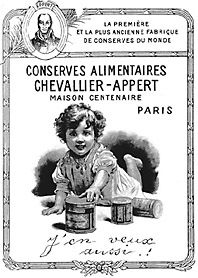 LA PREMIÈRE
ET LA PLUS ANCIENNE FABRIQUE
DE CONSERVES DU MONDE
CONSERVES ALIMENTAIRES
CHEVALLIER-APPERT
MAISON CENTENAIRE
PARIS
j'en veux
aussi.!